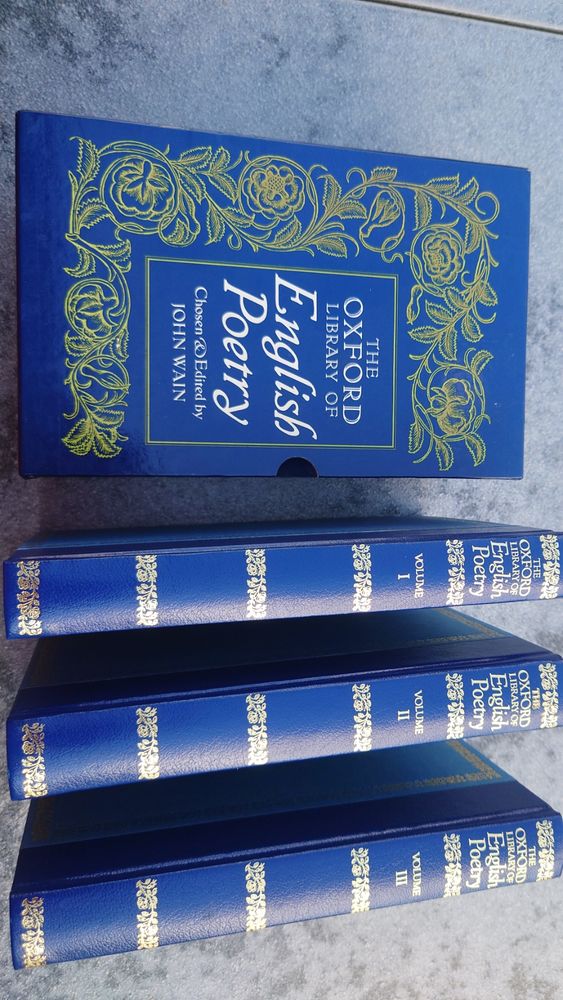 THE
OXFORD
LIBRARY OF
English
Poetry
Chosen & Edited by
JOHN WAIN
THE
OXFORD
LIBRARY OF
English
Poetry
VOLUME
I
THE
OXFORD
LIBRARY OF
English
Poetry
VOLUME
II
THE
OXFORD
LIBRARY OF
English
Poetry
VOLUME
III